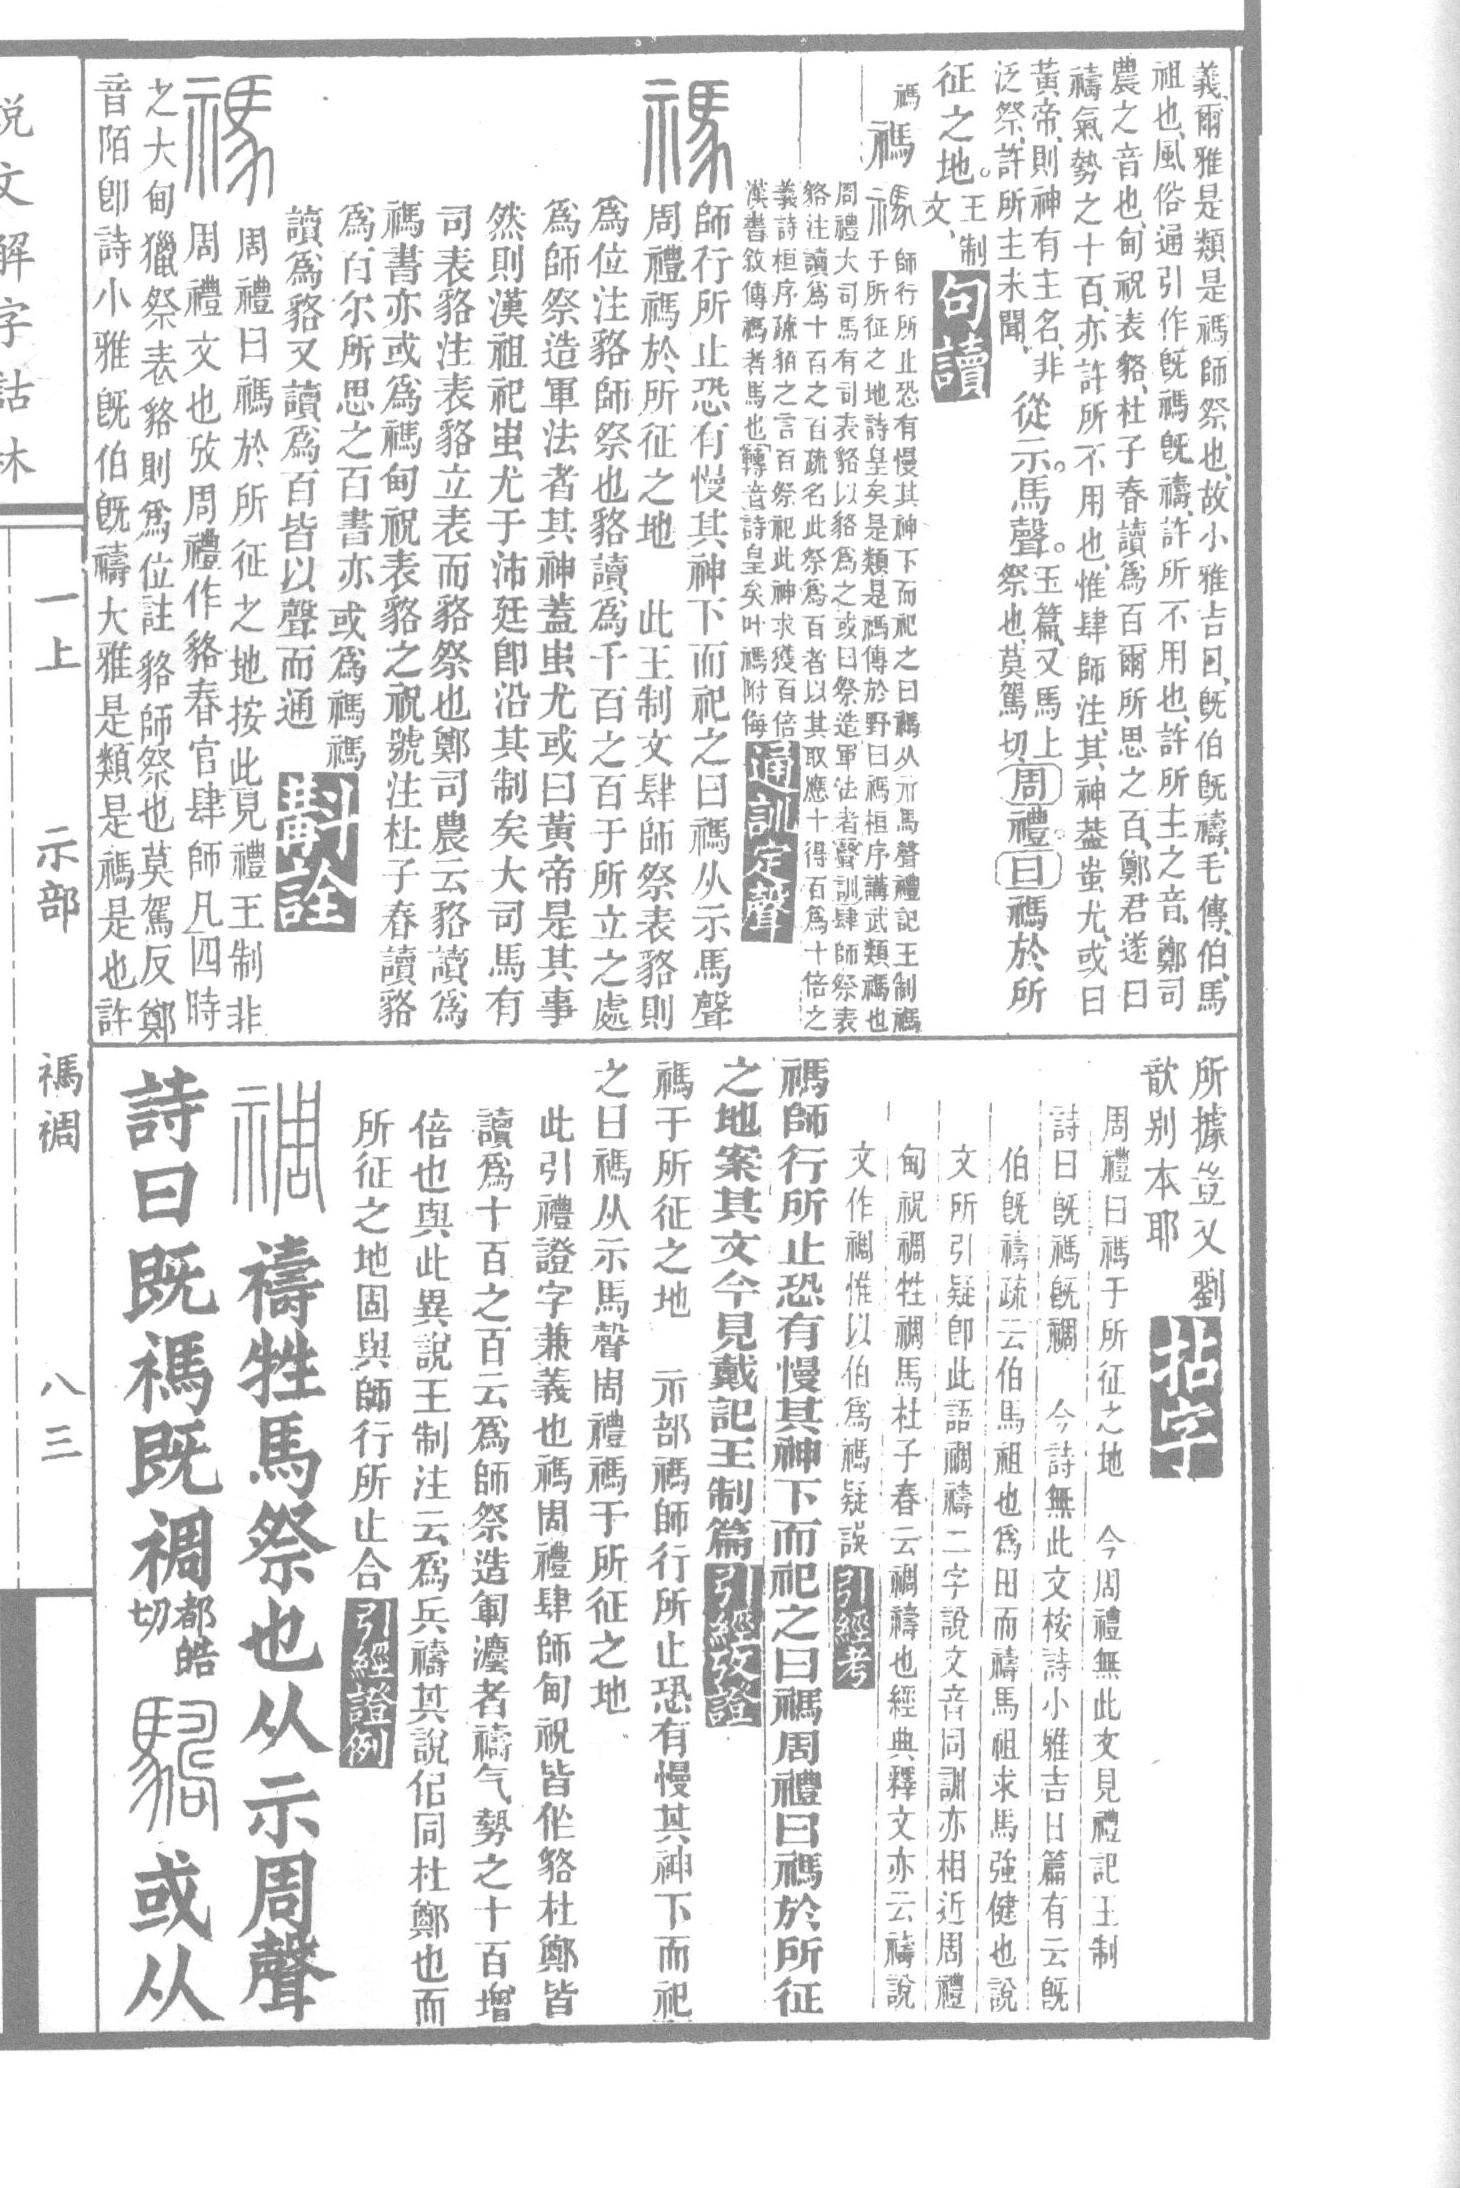 義、爾雅是類是禡師祭也、故小雅吉日、既伯既禱、毛傳、伯、馬
祖也、風俗通引作既禡既禱許所不用也、許所主之音、鄭司
農之音也、甸祝表貉、杜子春讀爲百爾所思之百、鄭君遂曰
禱氣勢之十百、亦許所不用也、惟肆師注、其神葢蚩尤、或曰
黃帝、則神有主名、非
泛祭、許所主未聞、
從示。馬聲。
玉篇、又馬上
祭也、莫駕切、
周禮。曰禡於所
征之地。
王制
文、
句讀
禡
禡
師行所止恐有慢其神下而祀之曰禡从示馬聲禮記王制禡
于所征之地詩皇矣是類是禡傳於野曰禡桓序講武類禡也
周禮大司馬有司表貉以貉爲之或曰祭造軍法者聲訓肆師祭表
貉注讀爲十百之百疏名此祭爲百者以其取應十得百爲十倍之
義詩桓序疏貊之言百祭祀此神求獲百倍
漢書敘傳禡者馬也轉音詩皇矣叶禡附侮
通訓定聲
禡
師行所止恐有慢其神下而祀之曰禡从示馬聲
周禮禡於所征之地 此王制文肆師祭表貉則
爲位注貉師祭也貉讀爲千百之百于所立之處
爲師祭造軍法者其神蓋蚩尤或曰黃帝是其事
然則漢祖祀蚩尤于沛廷卽沿其制矣大司馬有
司表貉注表貉立表而貉祭也鄭司農云貉讀爲
禡書亦或爲禡甸祝表貉之祝號注杜子春讀貉
爲百尔所思之百書亦或爲禡禡
讀爲貉又讀爲百皆以聲而通
斠詮
禡
周禮曰禡於所征之地按此見禮王制非
周禮文也攷周禮作貉春官肆師凡四時
之大甸獵祭表貉則爲位註貉師祭也莫駕反鄭
音陌卽詩小雅既伯既禱大雅是類是禡是也許
所據豈又劉
歆別本耶
拈字
周禮曰禡于所征之地 今周禮無此文見禮記王制
詩曰既禡既禂 今詩無此文桉詩小雅吉日篇有云既
伯既禱疏云伯馬祖也爲田而禱馬祖求馬強健也說
文所引疑卽此語禂禱二字說文音同訓亦相近周禮
甸祝禂牲禂馬杜子春云禂禱也經典釋文亦云禱說
文作禂惟以伯爲禡疑誤
引經考
禡師行所止恐有慢其神下而祀之曰禡周禮曰禡於所征
之地案其文今見戴記王制篇
引經攷證
禡于所征之地 示部禡師行所止恐有慢其神下而祀
之曰禡从示馬聲周禮禡于所征之地
此引禮證字兼義也禡周禮肆師甸祝皆作貉杜鄭皆
讀爲十百之百云爲師祭造軍灋者禱气勢之十百增
倍也與此異說王制注云爲兵禱其說侣同杜鄭也而
所征之地固與師行所止合
引經證例
禂
禱牲馬祭也从示周聲
詩曰既禡既禂
都皓
切
或从
說文解字詁林
一上
示部
禡禂
八三